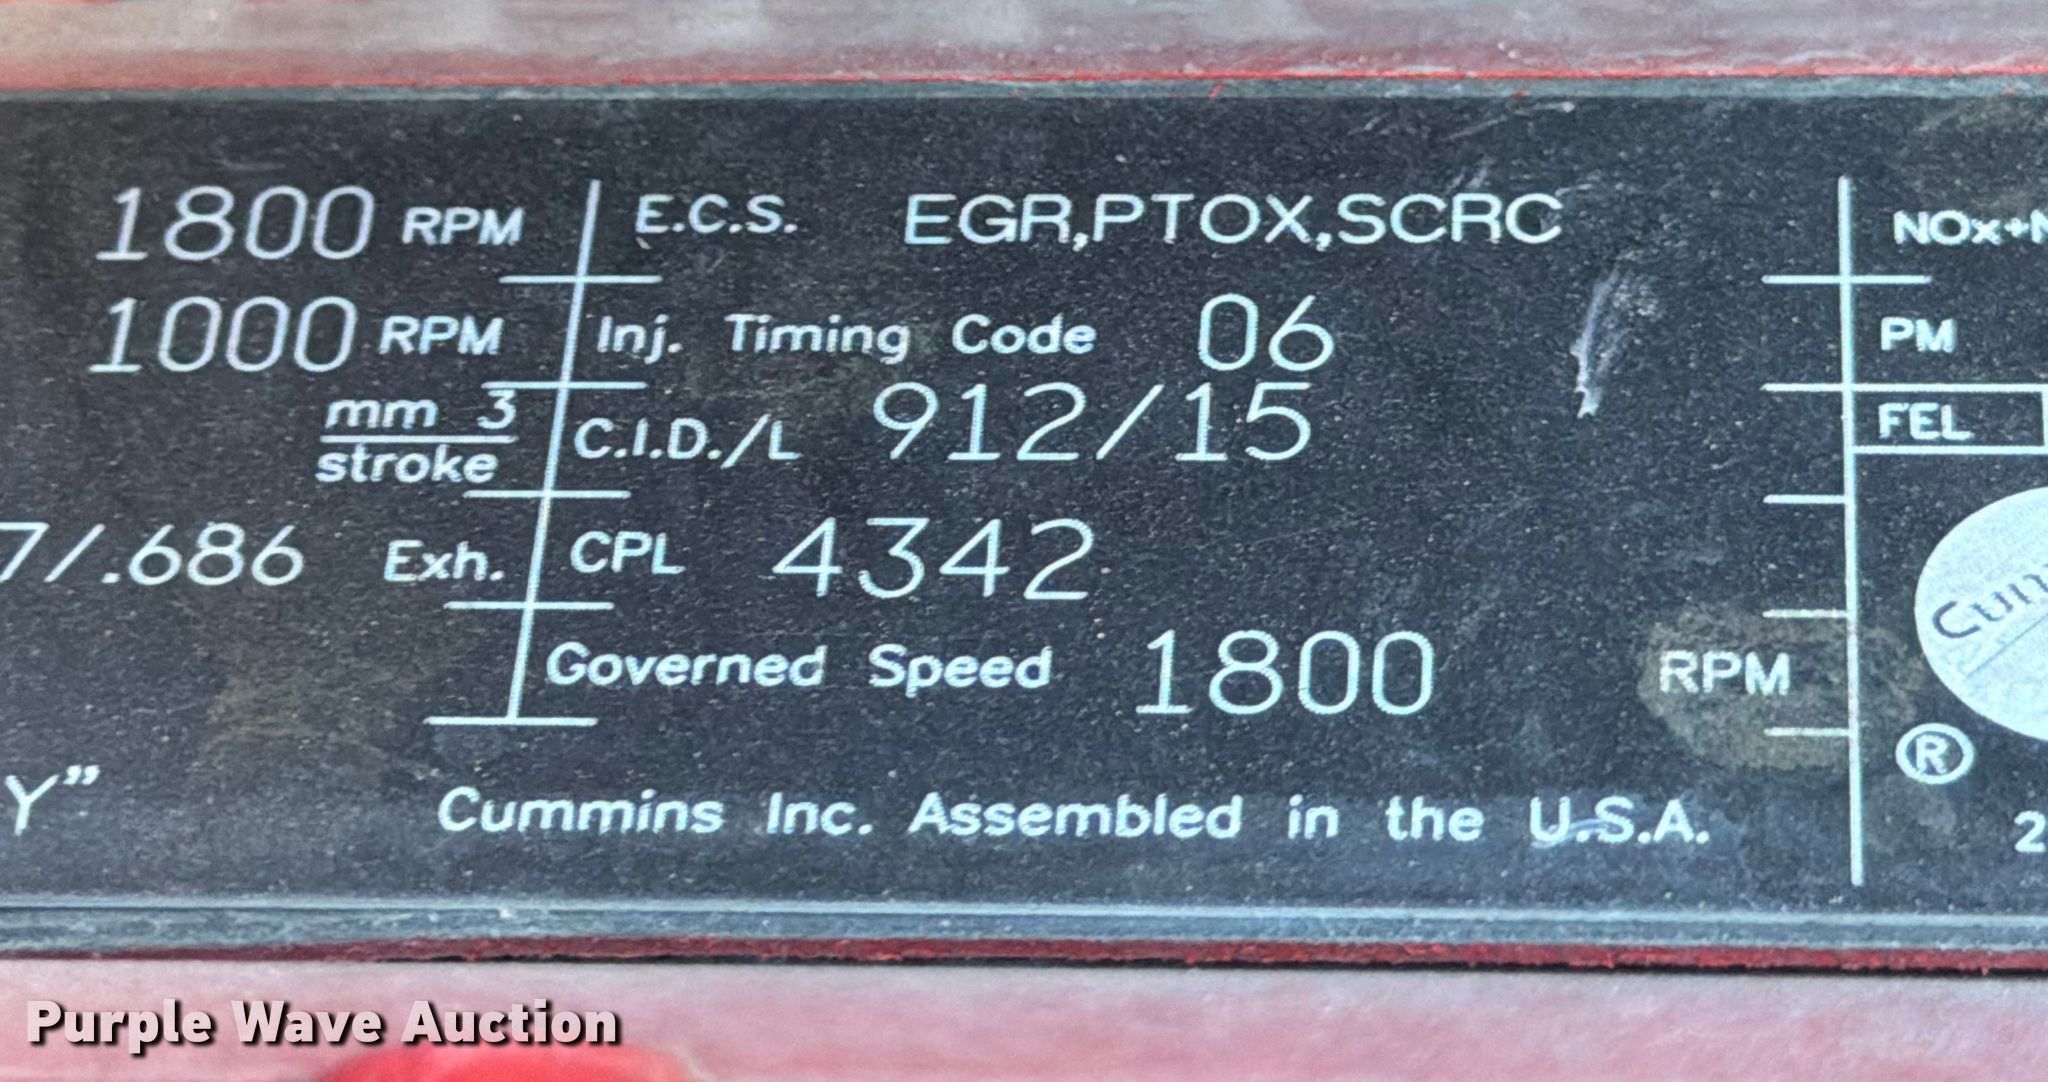 1800 RPM E.C.S. EGR,PTOX,SCRC NOx+N
1000 RPM Inj. Timing Code 06 PM
mm 3
stroke
C.I.D./L 912/15 FEL
7/.686 Exh. CPL 4342
Governed Speed 1800 RPM
®
Y”
Cummins Inc. Assembled in the U.S.A. 2
Purple Wave Auction